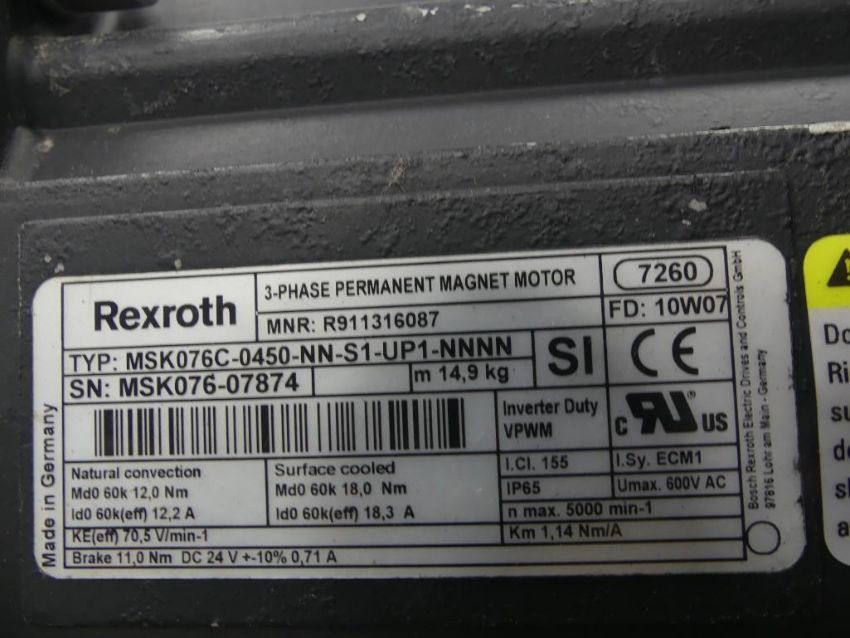 Rexroth
3-PHASE PERMANENT MAGNET MOTOR
7260
MNR: R911316087
FD: 10W07
TYP: MSK076C-0450-NN-S1-UP1-NNNN
SI
CE
SN: MSK076-07874
m 14,9 kg
Inverter Duty
VPWM
C UR US
Natural convection
Md0 60k 12,0 Nm
Id0 60k(eff) 12,2 A
Surface cooled
Md0 60k 18,0 Nm
Id0 60k(eff) 18,3 A
I.Cl. 155
I.Sy. ECM1
IP65
Umax. 600V AC
n max. 5000 min-1
KE(eff) 70,5 V/min-1
Km 1,14 Nm/A
Brake 11,0 Nm DC 24 V +-10% 0,71 A
Made in Germany
Bosch Rexroth Electric Drives and Controls GmbH
97816 Lohr am Main - Germany